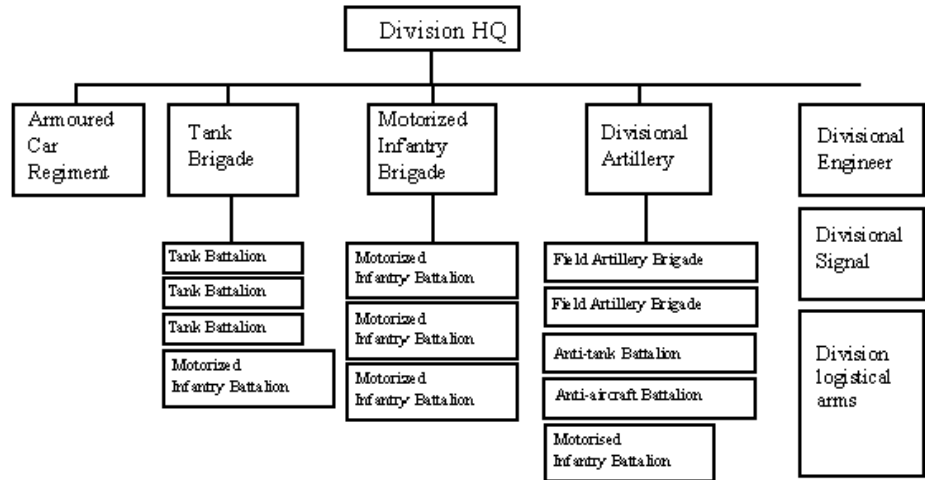 Division HQ
Armoured
Car
Regiment
Tank
Brigade
Motorized
Infantry
Brigade
Divisional
Artillery
Divisional
Engineer
Divisional
Signal
Division
logistical
arms
Tank Battalion
Tank Battalion
Tank Battalion
Motorized
Infantry Battalion
Motorized
Infantry Battalion
Motorized
Infantry Battalion
Motorized
Infantry Battalion
Field Artillery Brigade
Field Artillery Brigade
Anti-tank Battalion
Anti-aircraft Battalion
Motorised
Infantry Battalion